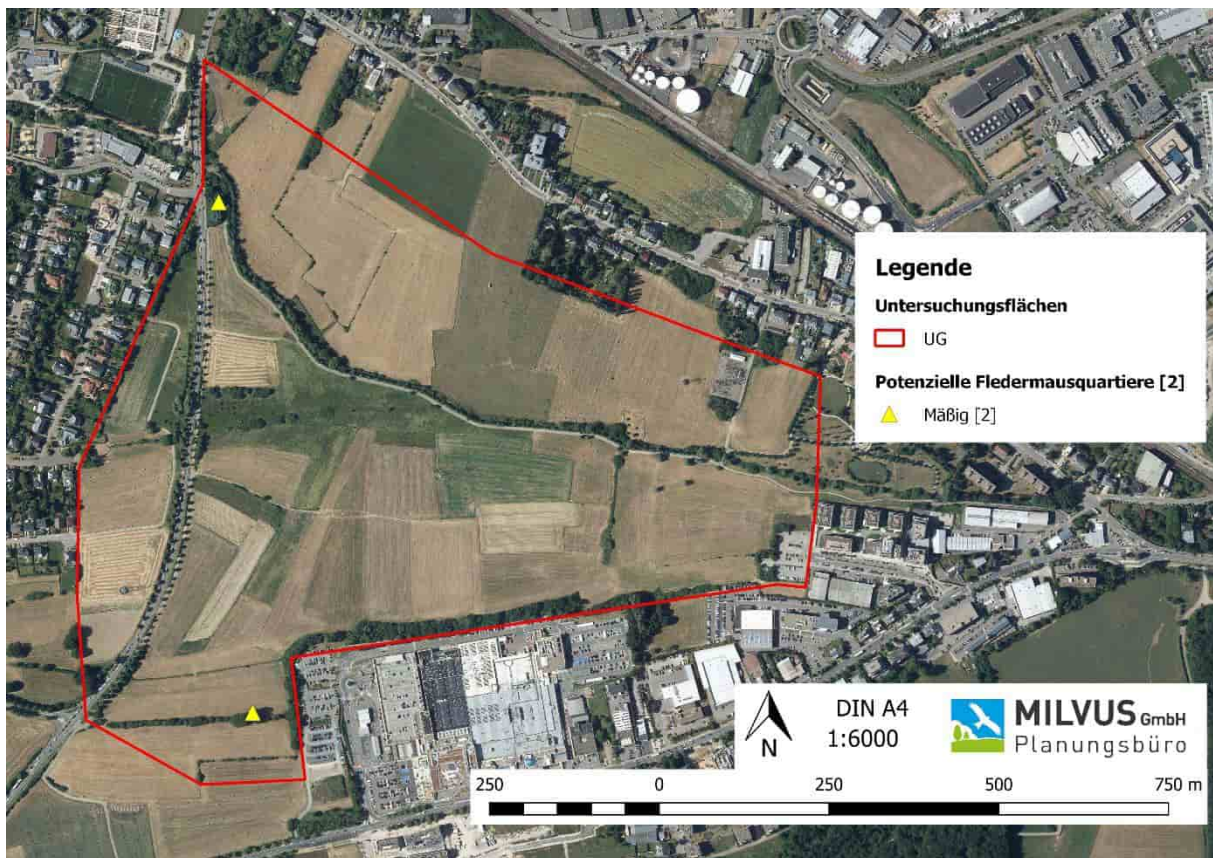 Legende
Untersuchungsflächen
UG
Potenzielle Fledermausquartiere [2]
Mäßig [2]
N
DIN A4
1:6000
MILVUS GmbH
Planungsbüro
250 0 250 500 750 m